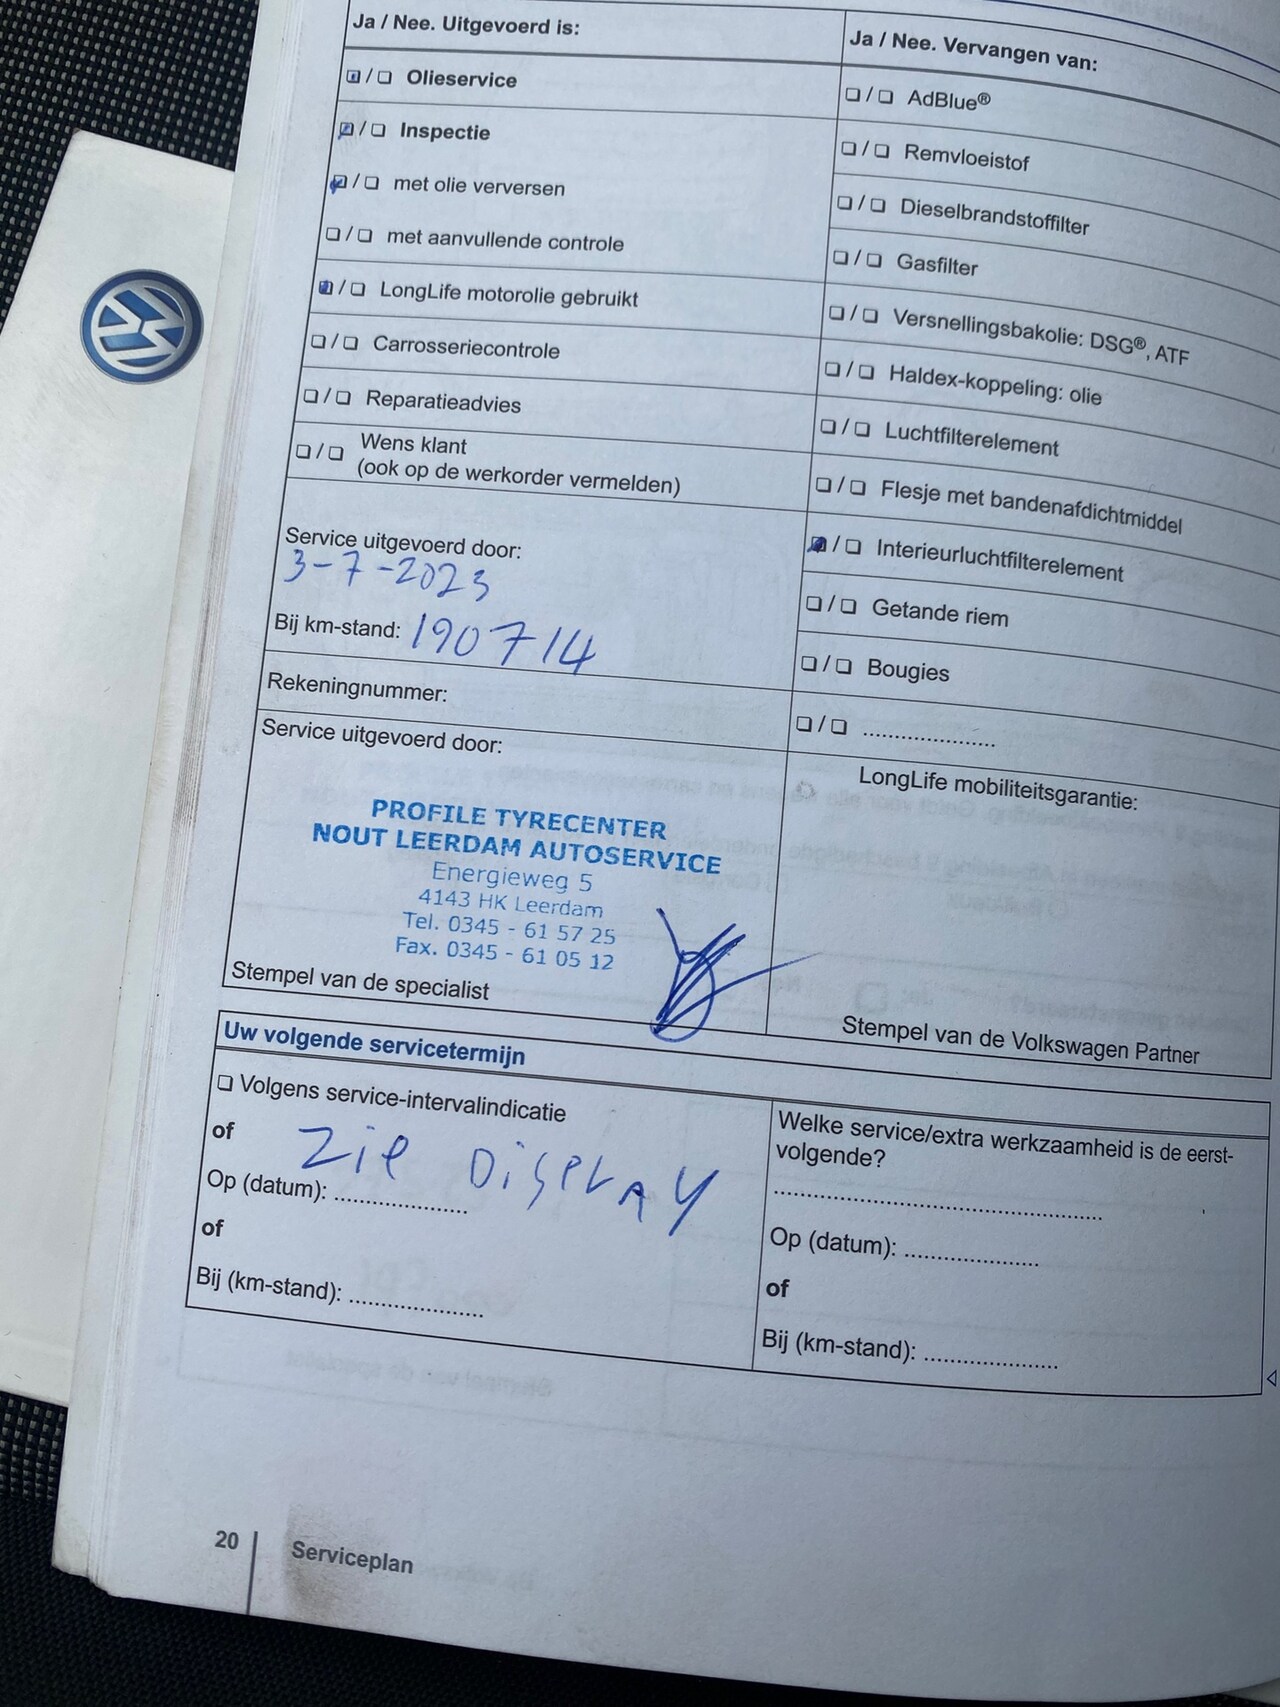 Ja / Nee. Uitgevoerd is:
☑ / ❏ Olieservice
☑ / ❏ Inspectie
☑ / ❏ met olie verversen
❏ / ❏ met aanvullende controle
☑ / ❏ LongLife motorolie gebruikt
❏ / ❏ Carrosseriecontrole
❏ / ❏ Reparatieadvies
❏ / ❏ Wens klant
(ook op de werkorder vermelden)
Service uitgevoerd door:
3-7-2023
Bij km-stand: 190714
Rekeningnummer:
Service uitgevoerd door:
PROFILE TYRECENTER
NOUT LEERDAM AUTOSERVICE
Energieweg 5
4143 HK Leerdam
Tel. 0345 - 61 57 25
Fax. 0345 - 61 05 12
Stempel van de specialist
Ja / Nee. Vervangen van:
❏ / ❏ AdBlue®
❏ / ❏ Remvloeistof
❏ / ❏ Dieselbrandstoffilter
❏ / ❏ Gasfilter
❏ / ❏ Versnellingsbakolie: DSG®, ATF
❏ / ❏ Haldex-koppeling: olie
❏ / ❏ Luchtfilterelement
❏ / ❏ Flesje met bandenafdichtmiddel
☑ / ❏ Interieurluchtfilterelement
❏ / ❏ Getande riem
❏ / ❏ Bougies
❏ / ❏ ......................
LongLife mobiliteitsgarantie:
Stempel van de Volkswagen Partner
Uw volgende servicetermijn
❏ Volgens service-intervalindicatie
of
Zie DISPLAY
Op (datum): ......................
of
Bij (km-stand): ......................
Welke service/extra werkzaamheid is de eerst-
volgende?
.......................................................
Op (datum): ......................
of
Bij (km-stand): ......................
20
Serviceplan